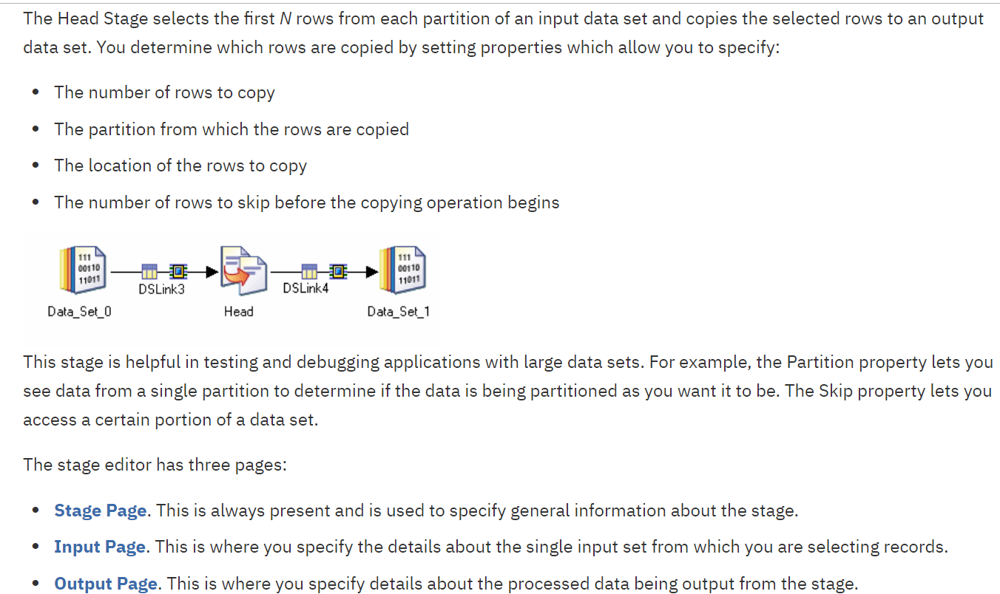 The Head Stage selects the first N rows from each partition of an input data set and copies the selected rows to an output
data set. You determine which rows are copied by setting properties which allow you to specify:
• The number of rows to copy
• The partition from which the rows are copied
• The location of the rows to copy
• The number of rows to skip before the copying operation begins
111 111
00110 00110
11011 11011
DSLink3 DSLink4
Data_Set_0 Head Data_Set_1
This stage is helpful in testing and debugging applications with large data sets. For example, the Partition property lets you
see data from a single partition to determine if the data is being partitioned as you want it to be. The Skip property lets you
access a certain portion of a data set.
The stage editor has three pages:
• Stage Page. This is always present and is used to specify general information about the stage.
• Input Page. This is where you specify the details about the single input set from which you are selecting records.
• Output Page. This is where you specify details about the processed data being output from the stage.